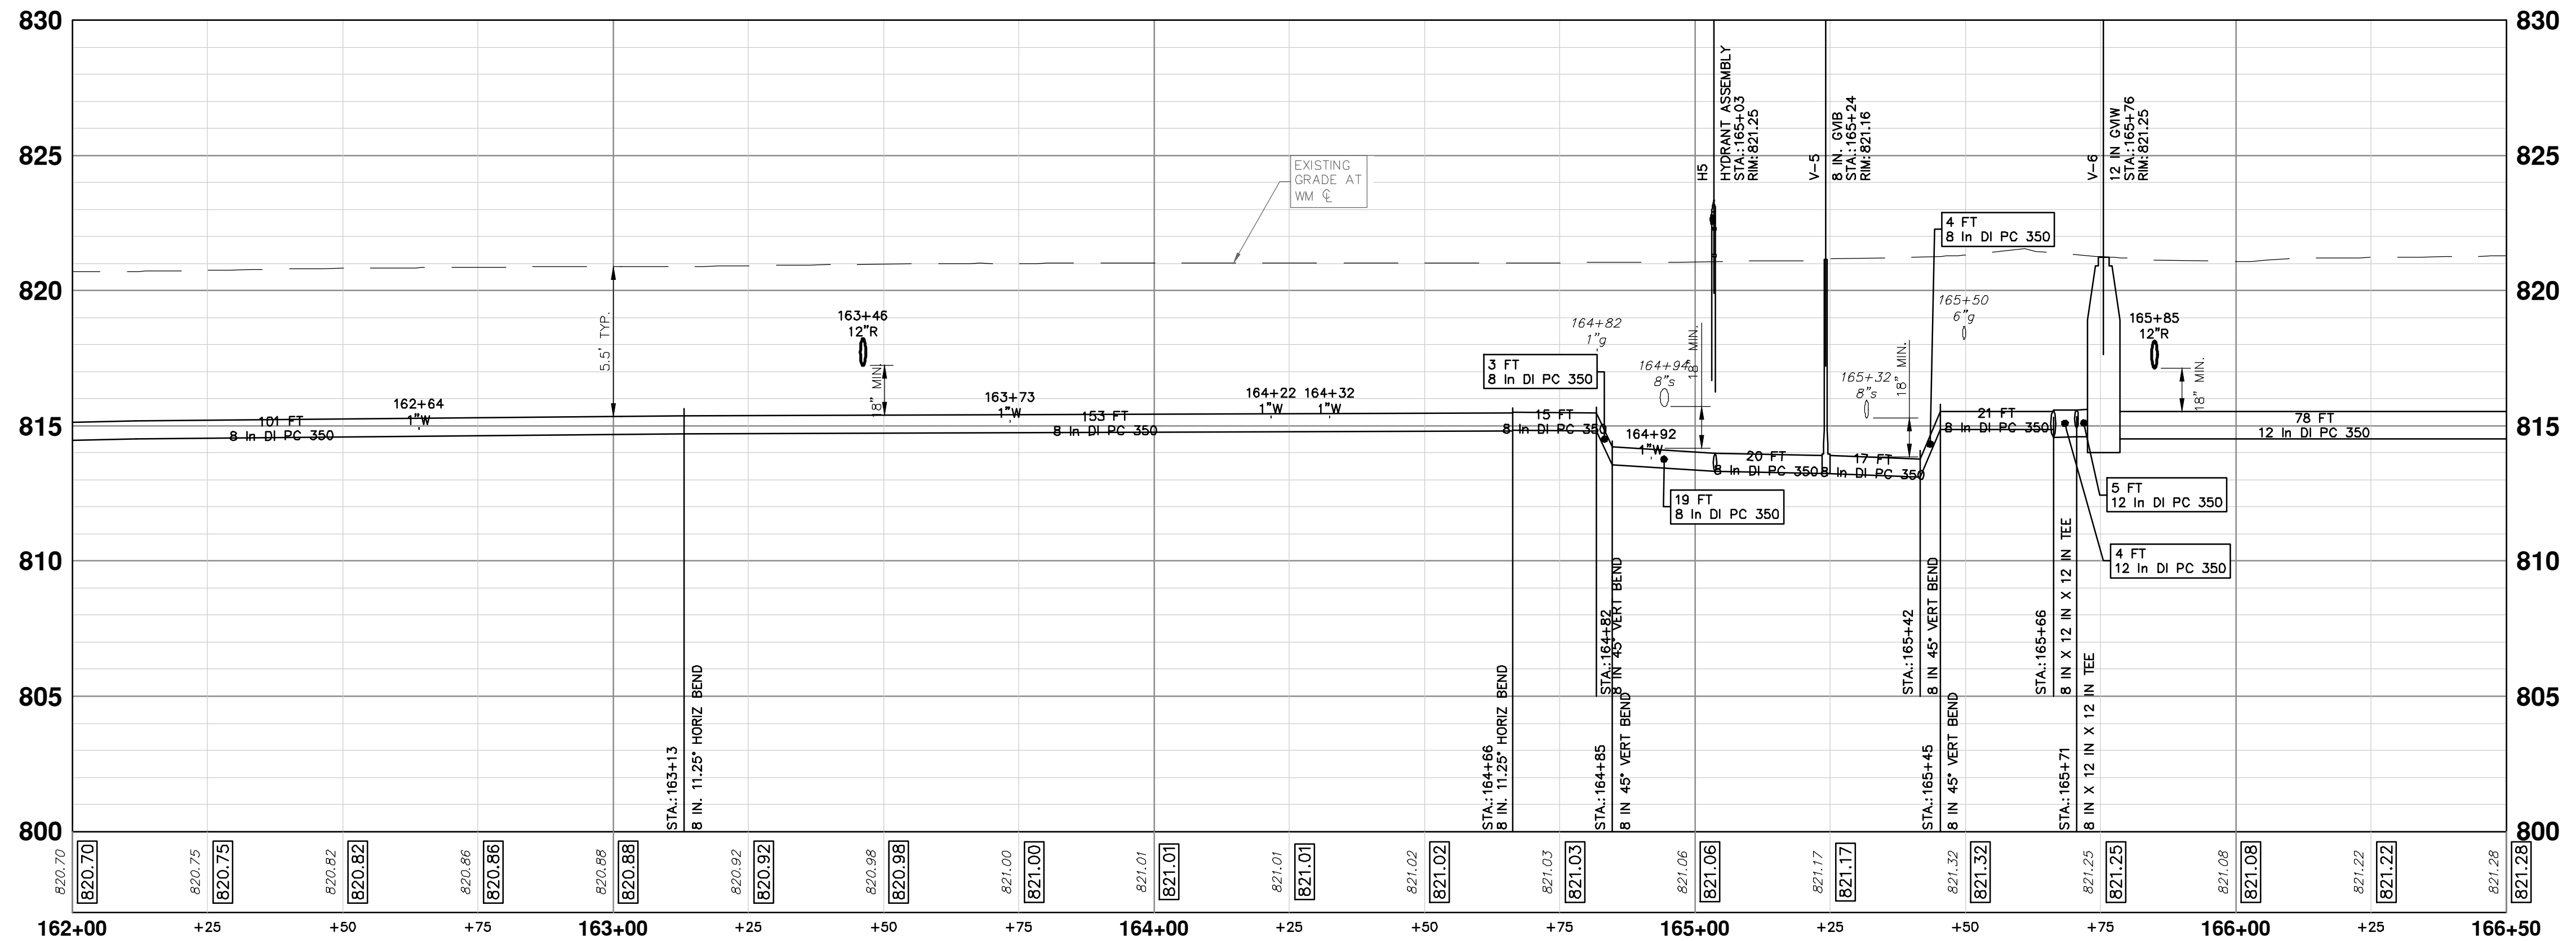 830
830
825
825
820
820
815
815
810
810
805
805
800
800
EXISTING
GRADE AT
WM ℄
H5
HYDRANT ASSEMBLY
STA.:165+03
RIM:821.25
V-5
8 IN. GVIB
STA.:165+24
RIM:821.16
V-6
12 IN GVIW
STA.:165+76
RIM:821.25
4 FT
8 In DI PC 350
5.5' TYP.
163+46
12"R
18" MIN.
164+82
1"g
3 FT
8 In DI PC 350
164+94
8"s
18" MIN.
165+32
8"s
18" MIN.
165+50
6"g
165+85
12"R
18" MIN.
101 FT
8 In DI PC 350
162+64
1"W
163+73
1"W
153 FT
8 In DI PC 350
164+22
1"W
164+32
1"W
15 FT
8 In DI PC 350
164+92
1"W
20 FT
8 In DI PC 350
17 FT
8 In DI PC 350
21 FT
8 In DI PC 350
78 FT
12 In DI PC 350
19 FT
8 In DI PC 350
5 FT
12 In DI PC 350
4 FT
12 In DI PC 350
STA.:163+13
8 IN. 11.25° HORIZ BEND
STA.:164+66
8 IN. 11.25° HORIZ BEND
STA.:164+82
8 IN 45° VERT BEND
STA.:164+85
8 IN 45° VERT BEND
STA.:165+42
8 IN 45° VERT BEND
STA.:165+45
8 IN 45° VERT BEND
STA.:165+66
8 IN X 12 IN X 12 IN TEE
STA.:165+71
8 IN X 12 IN X 12 IN TEE
820.70
820.70
820.75
820.75
820.82
820.82
820.86
820.86
820.88
820.88
820.92
820.92
820.98
820.98
821.00
821.00
821.01
821.01
821.01
821.01
821.02
821.02
821.03
821.03
821.06
821.06
821.17
821.17
821.32
821.32
821.25
821.25
821.08
821.08
821.22
821.22
821.28
821.28
162+00
+25
+50
+75
163+00
+25
+50
+75
164+00
+25
+50
+75
165+00
+25
+50
+75
166+00
+25
166+50